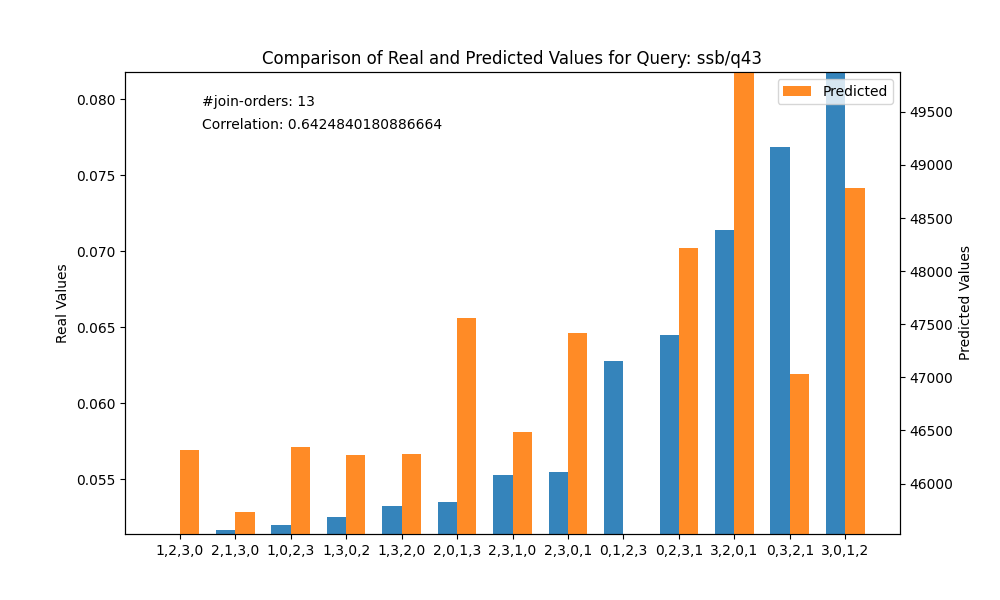 Comparison of Real and Predicted Values for Query: ssb/q43
#join-orders: 13
Correlation: 0.6424840180886664
Predicted
0.080
0.075
0.070
0.065
0.060
0.055
Real Values
49500
49000
48500
48000
47500
47000
46500
46000
Predicted Values
1,2,3,0 2,1,3,0 1,0,2,3 1,3,0,2 1,3,2,0 2,0,1,3 2,3,1,0 2,3,0,1 0,1,2,3 0,2,3,1 3,2,0,1 0,3,2,1 3,0,1,2